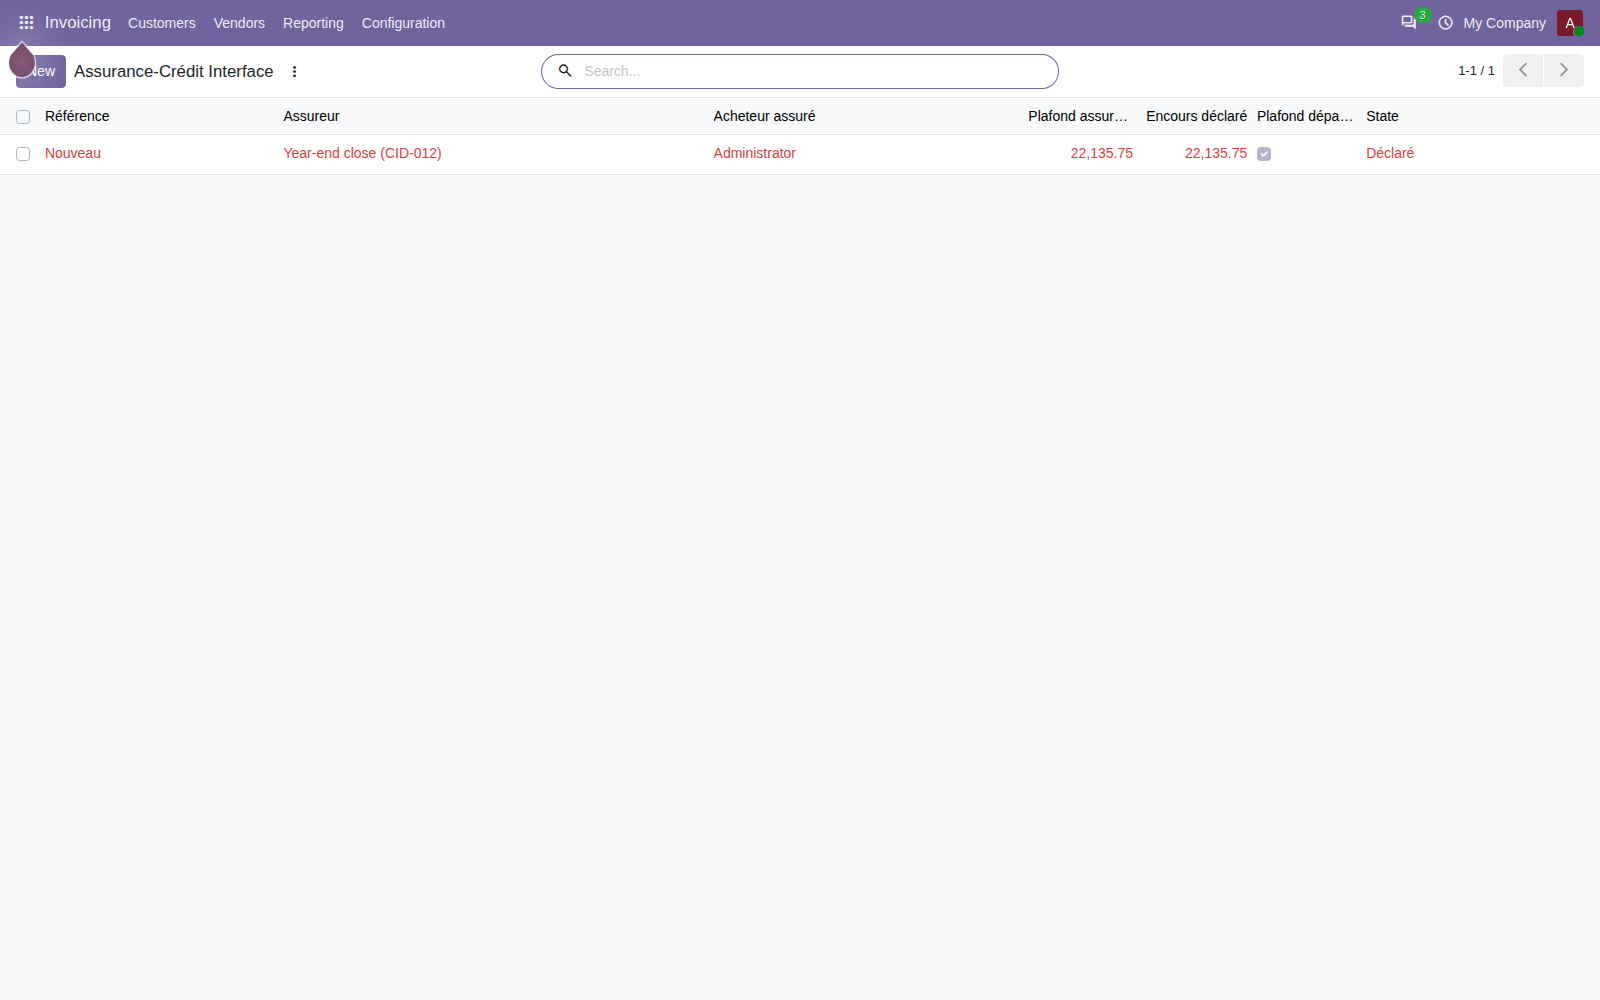 Invoicing Customers Vendors Reporting Configuration 3 My Company A
New Assurance-Crédit Interface Search... 1-1 / 1
Référence Assureur Acheteur assuré Plafond assur… Encours déclaré Plafond dépa… State
Nouveau Year-end close (CID-012) Administrator 22,135.75 22,135.75 Déclaré